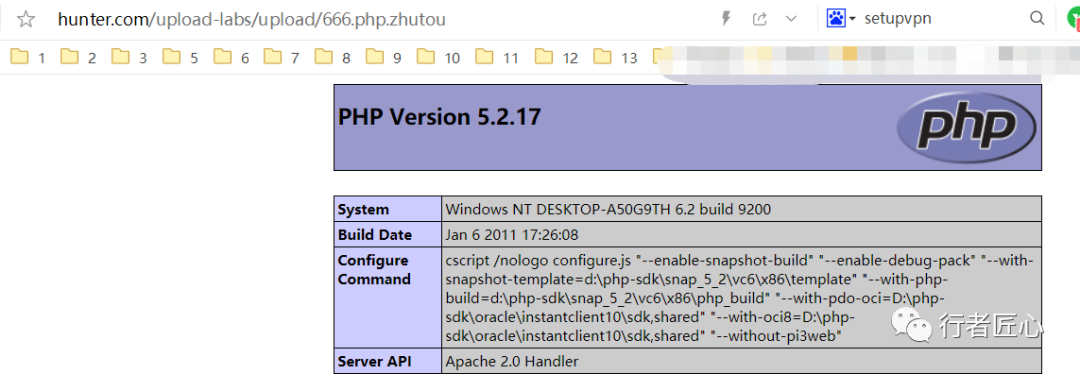 hunter.com/upload-labs/upload/666.php.zhutou
setupvpn
1 2 3 5 6 7 8 9 10 11 12 13
PHP Version 5.2.17
php
System Windows NT DESKTOP-A50G9TH 6.2 build 9200
Build Date Jan 6 2011 17:26:08
Configure Command cscript /nologo configure.js "--enable-snapshot-build" "--enable-debug-pack" "--with-
snapshot-template=d:\php-sdk\snap_5_2\vc6\x86\template" "--with-php-
build=d:\php-sdk\snap_5_2\vc6\x86\php_build" "--with-pdo-oci=D:\php-
sdk\oracle\instantclient10\sdk,shared" "--with-oci8=D:\php-
sdk\oracle\instantclient10\sdk,shared" "--without-pi3web"
行者匠心
Server API Apache 2.0 Handler